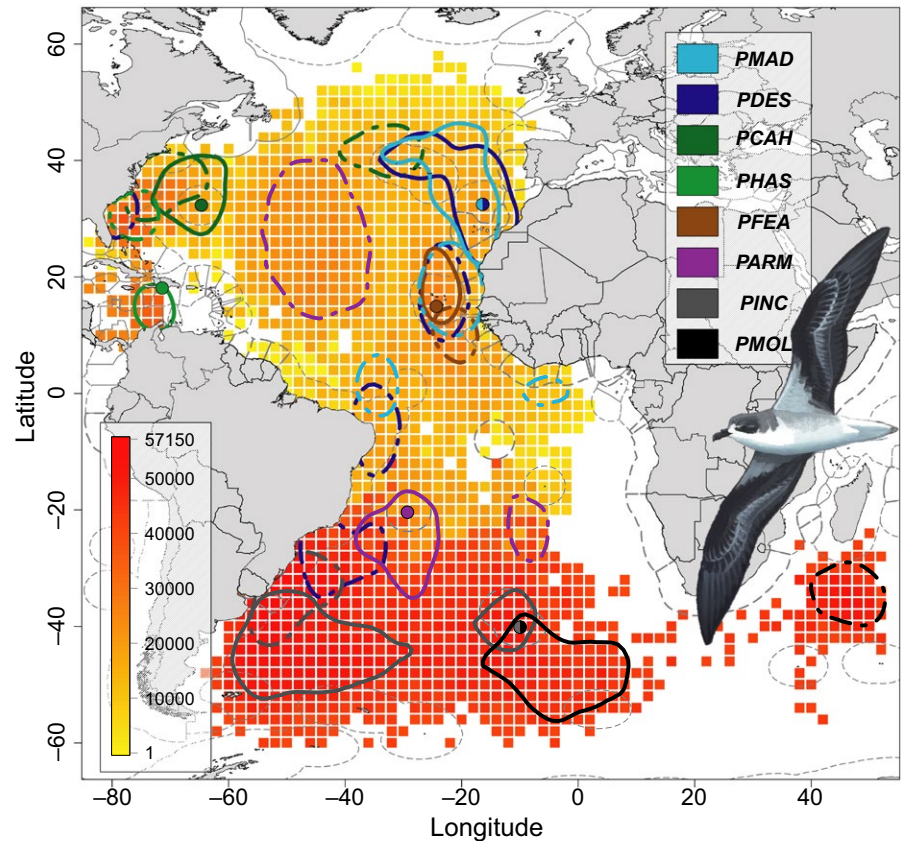 60
40
20
0
−20
−40
−60
Latitude
PMAD
PDES
PCAH
PHAS
PFEA
PARM
PINC
PMOL
57150
50000
40000
30000
20000
10000
1
−80
−60
−40
−20
0
20
40
Longitude